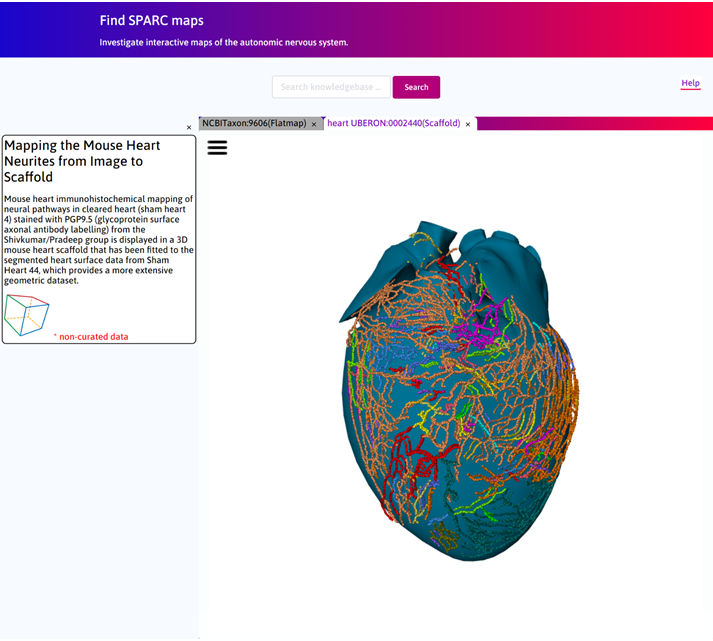 Find SPARC maps
Investigate interactive maps of the autonomic nervous system.
Search knowledgebase ...
Search
Help
×
NCBITaxon:9606(Flatmap) ×
heart UBERON:0002440(Scaffold) ×
Mapping the Mouse Heart
Neurites from Image to
Scaffold
Mouse heart immunohistochemical mapping of
neural pathways in cleared heart (sham heart
4) stained with PGP9.5 (glycoprotein surface
axonal antibody labelling) from the
Shivkumar/Pradeep group is displayed in a 3D
mouse heart scaffold that has been fitted to the
segmented heart surface data from Sham
Heart 44, which provides a more extensive
geometric dataset.
* non-curated data